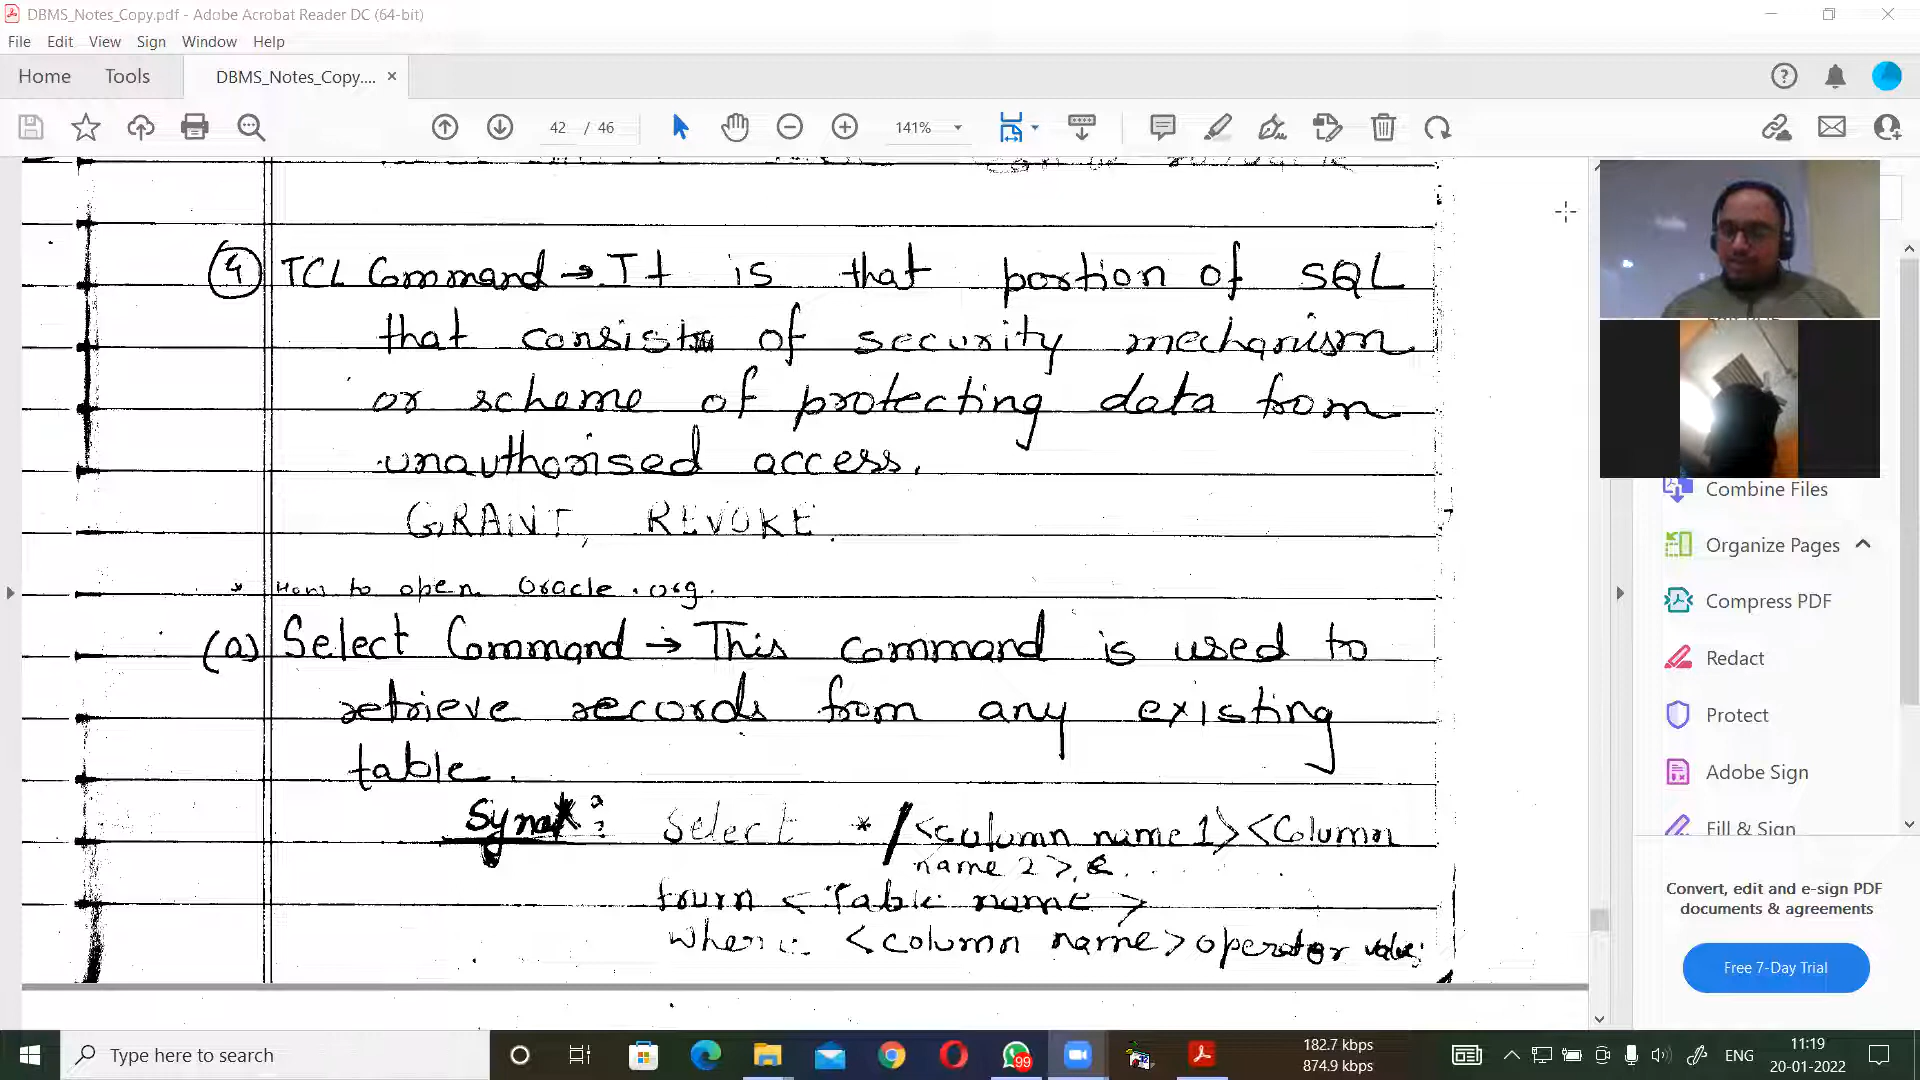 DBMS_Notes_Copy.pdf - Adobe Acrobat Reader DC (64-bit)
File Edit View Sign Window Help
Home Tools DBMS_Notes_Copy.... ×
42 / 46 141%
4 TCL Command → It is that portion of SQL
that consists of security mechanism
or scheme of protecting data from
unauthorised access.
GRANT, REVOKE.
* How to open Oracle.org.
(a) Select Command → This command is used to
retrieve records from any existing
table.
Select * / <column name 1> <Column
name 2>, ....
from < Table name >
where <column name> operator value;
Combine Files
Organize Pages
Compress PDF
Redact
Protect
Adobe Sign
Fill & Sign
Convert, edit and e-sign PDF
documents & agreements
Free 7-Day Trial
Type here to search
99
182.7 kbps
874.9 kbps
ENG
11:19
20-01-2022